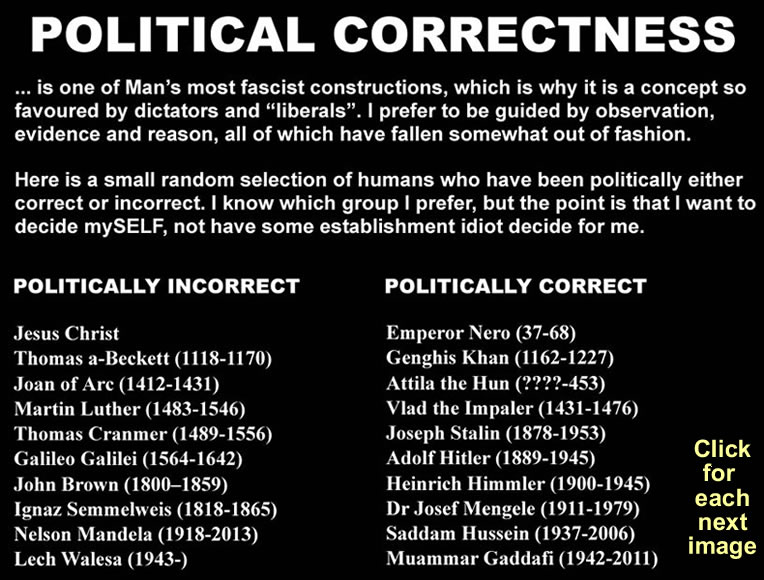 POLITICAL CORRECTNESS
... is one of Man's most fascist constructions, which is why it is a concept so
favoured by dictators and “liberals”. I prefer to be guided by observation,
evidence and reason, all of which have fallen somewhat out of fashion.
Here is a small random selection of humans who have been politically either
correct or incorrect. I know which group I prefer, but the point is that I want to
decide mySELF, not have some establishment idiot decide for me.
POLITICALLY INCORRECT
Jesus Christ
Thomas a-Beckett (1118-1170)
Joan of Arc (1412-1431)
Martin Luther (1483-1546)
Thomas Cranmer (1489-1556)
Galileo Galilei (1564-1642)
John Brown (1800–1859)
Ignaz Semmelweis (1818-1865)
Nelson Mandela (1918-2013)
Lech Walesa (1943-)
POLITICALLY CORRECT
Emperor Nero (37-68)
Genghis Khan (1162-1227)
Attila the Hun (????-453)
Vlad the Impaler (1431-1476)
Joseph Stalin (1878-1953)
Adolf Hitler (1889-1945)
Heinrich Himmler (1900-1945)
Dr Josef Mengele (1911-1979)
Saddam Hussein (1937-2006)
Muammar Gaddafi (1942-2011)
Click
for
each
next
image